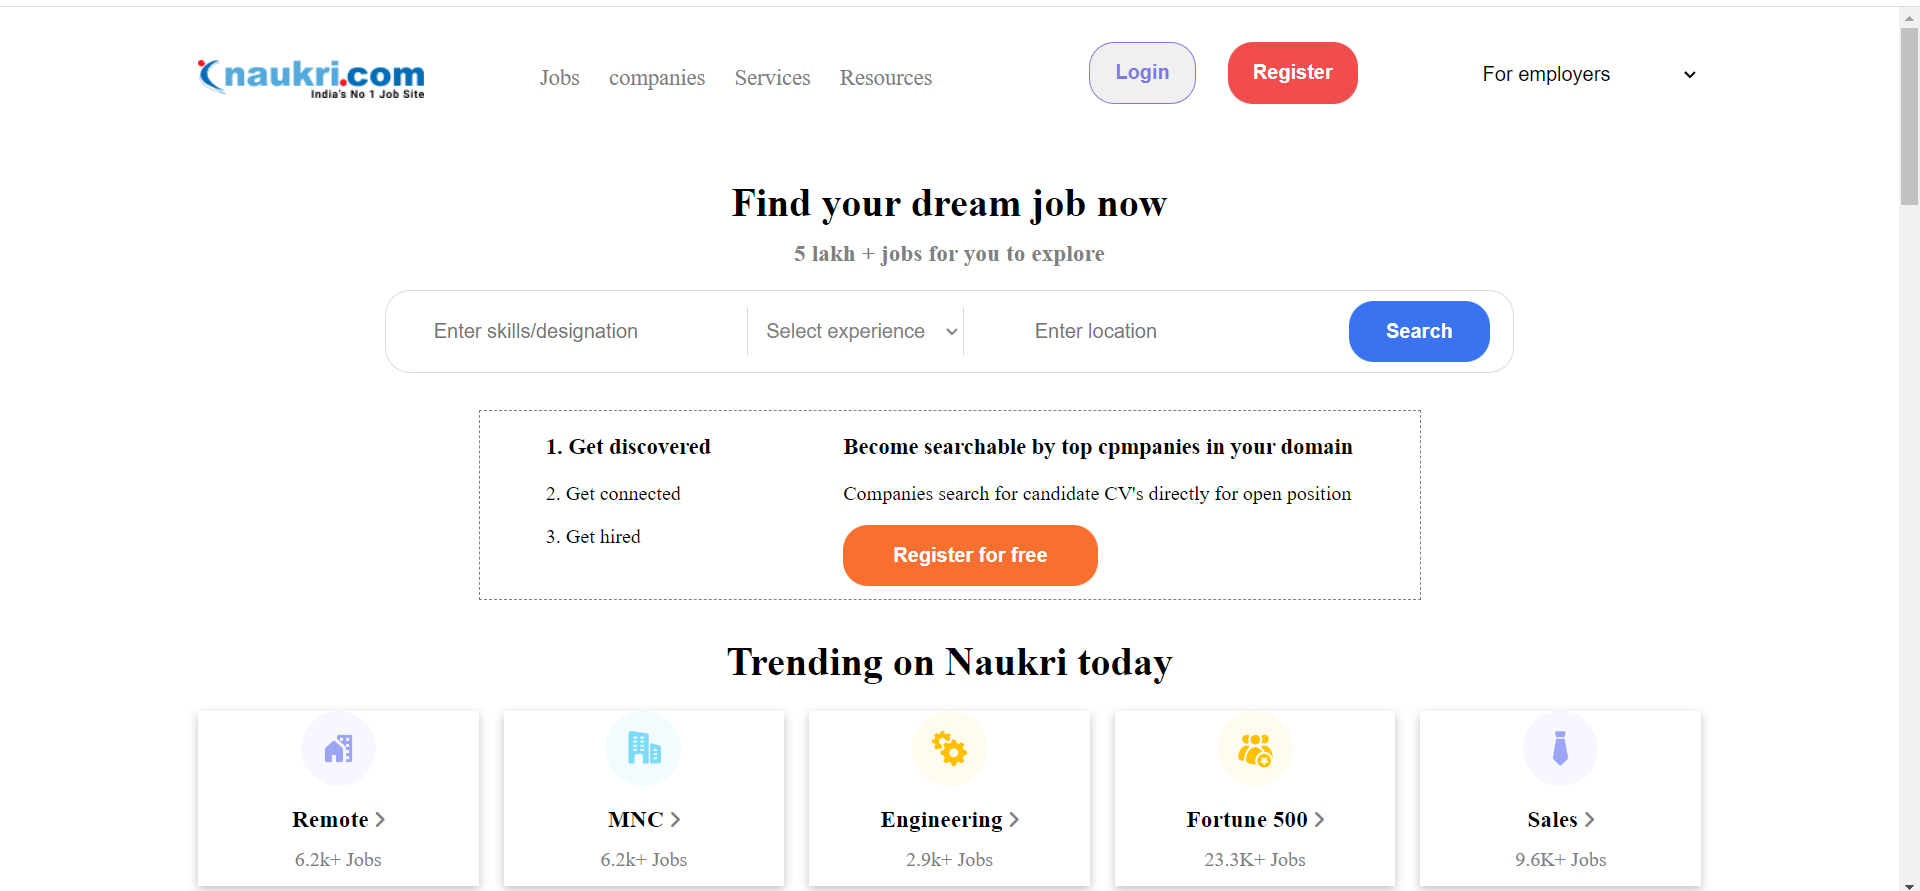 naukri.com
India's No 1 Job Site
Jobs companies Services Resources
Login
Register
For employers
Find your dream job now
5 lakh + jobs for you to explore
Enter skills/designation
Select experience
Enter location
Search
1. Get discovered
2. Get connected
3. Get hired
Become searchable by top cpmpanies in your domain
Companies search for candidate CV's directly for open position
Register for free
Trending on Naukri today
Remote
6.2k+ Jobs
MNC
6.2k+ Jobs
Engineering
2.9k+ Jobs
Fortune 500
23.3K+ Jobs
Sales
9.6K+ Jobs